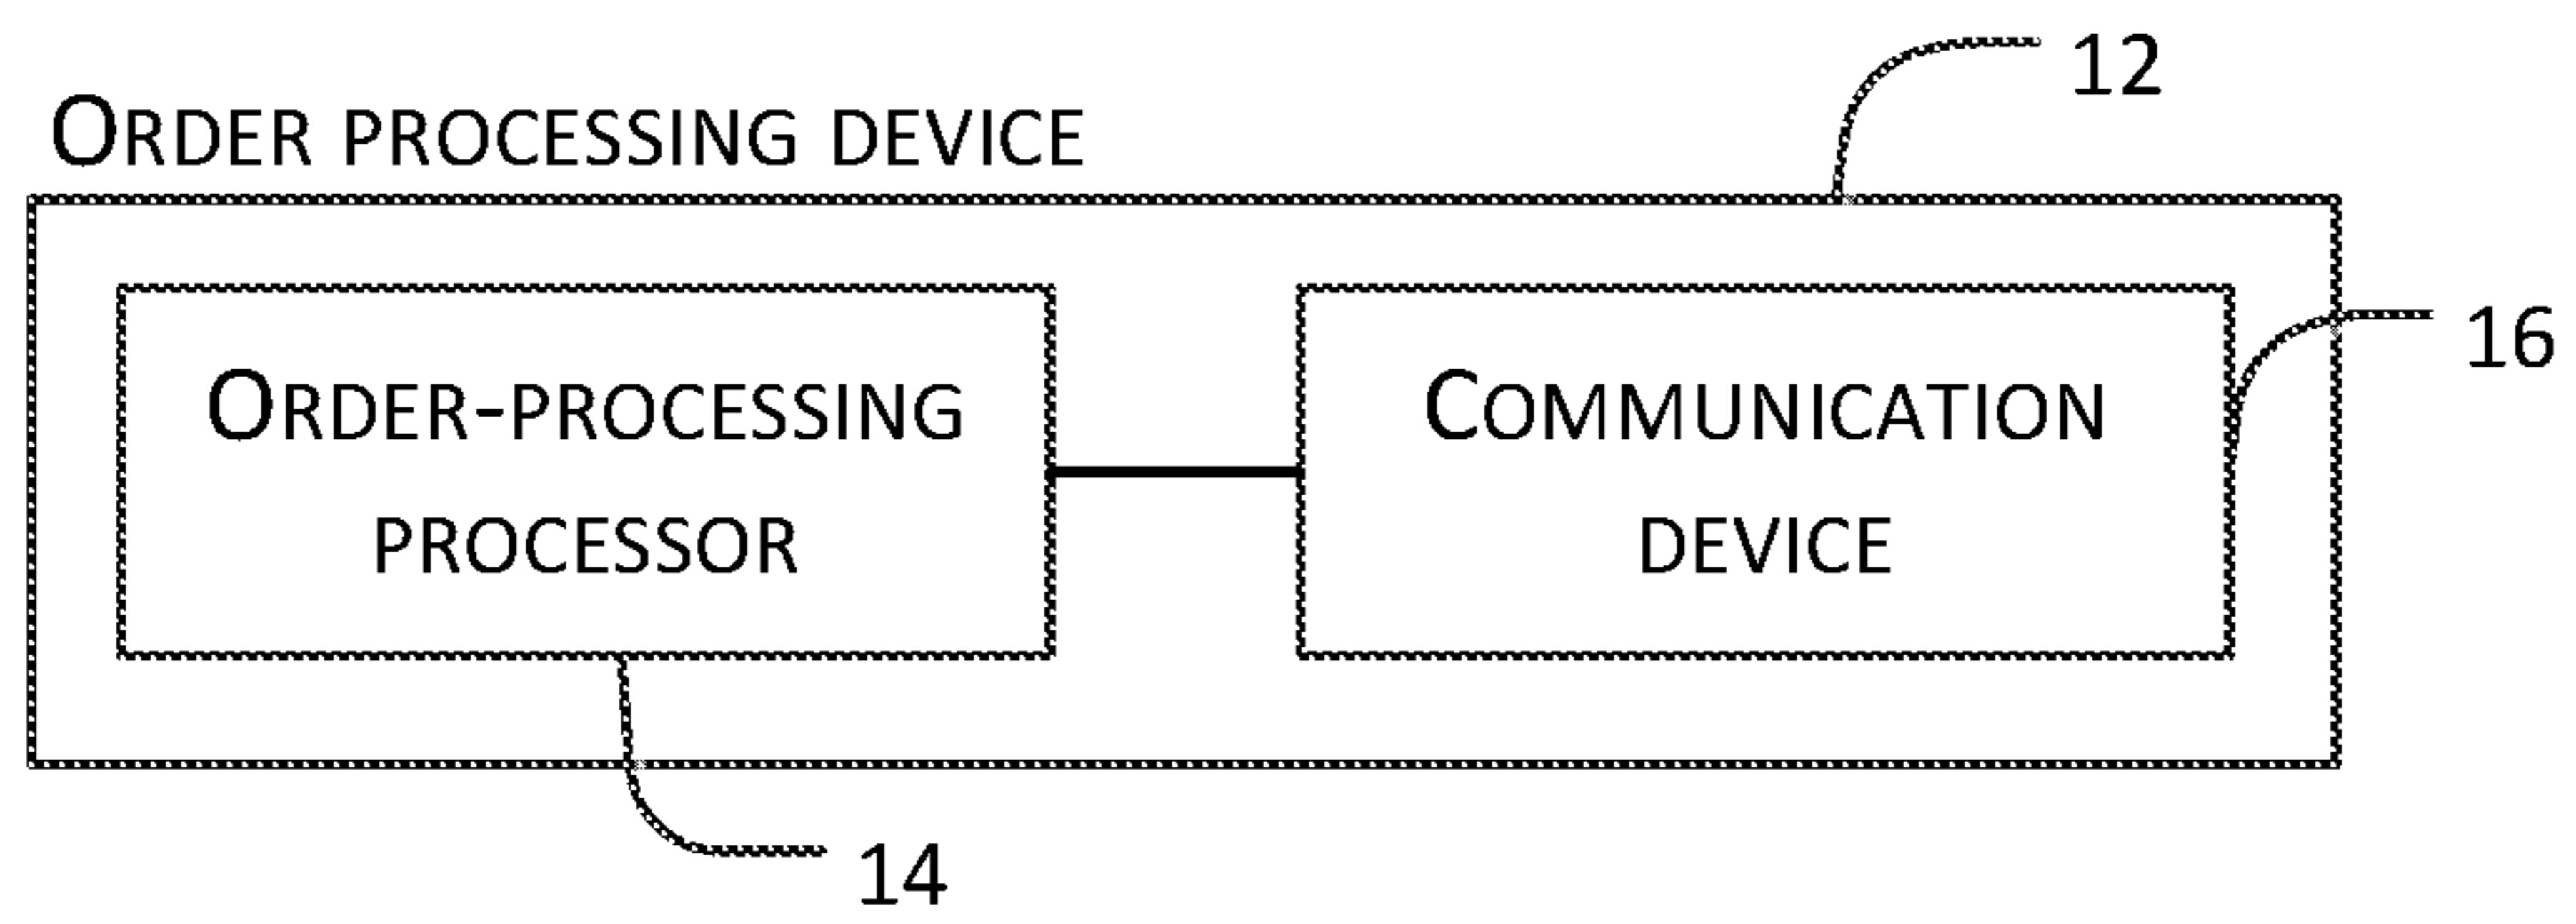 12
ORDER PROCESSING DEVICE
16
ORDER-PROCESSING
PROCESSOR
COMMUNICATION
DEVICE
14